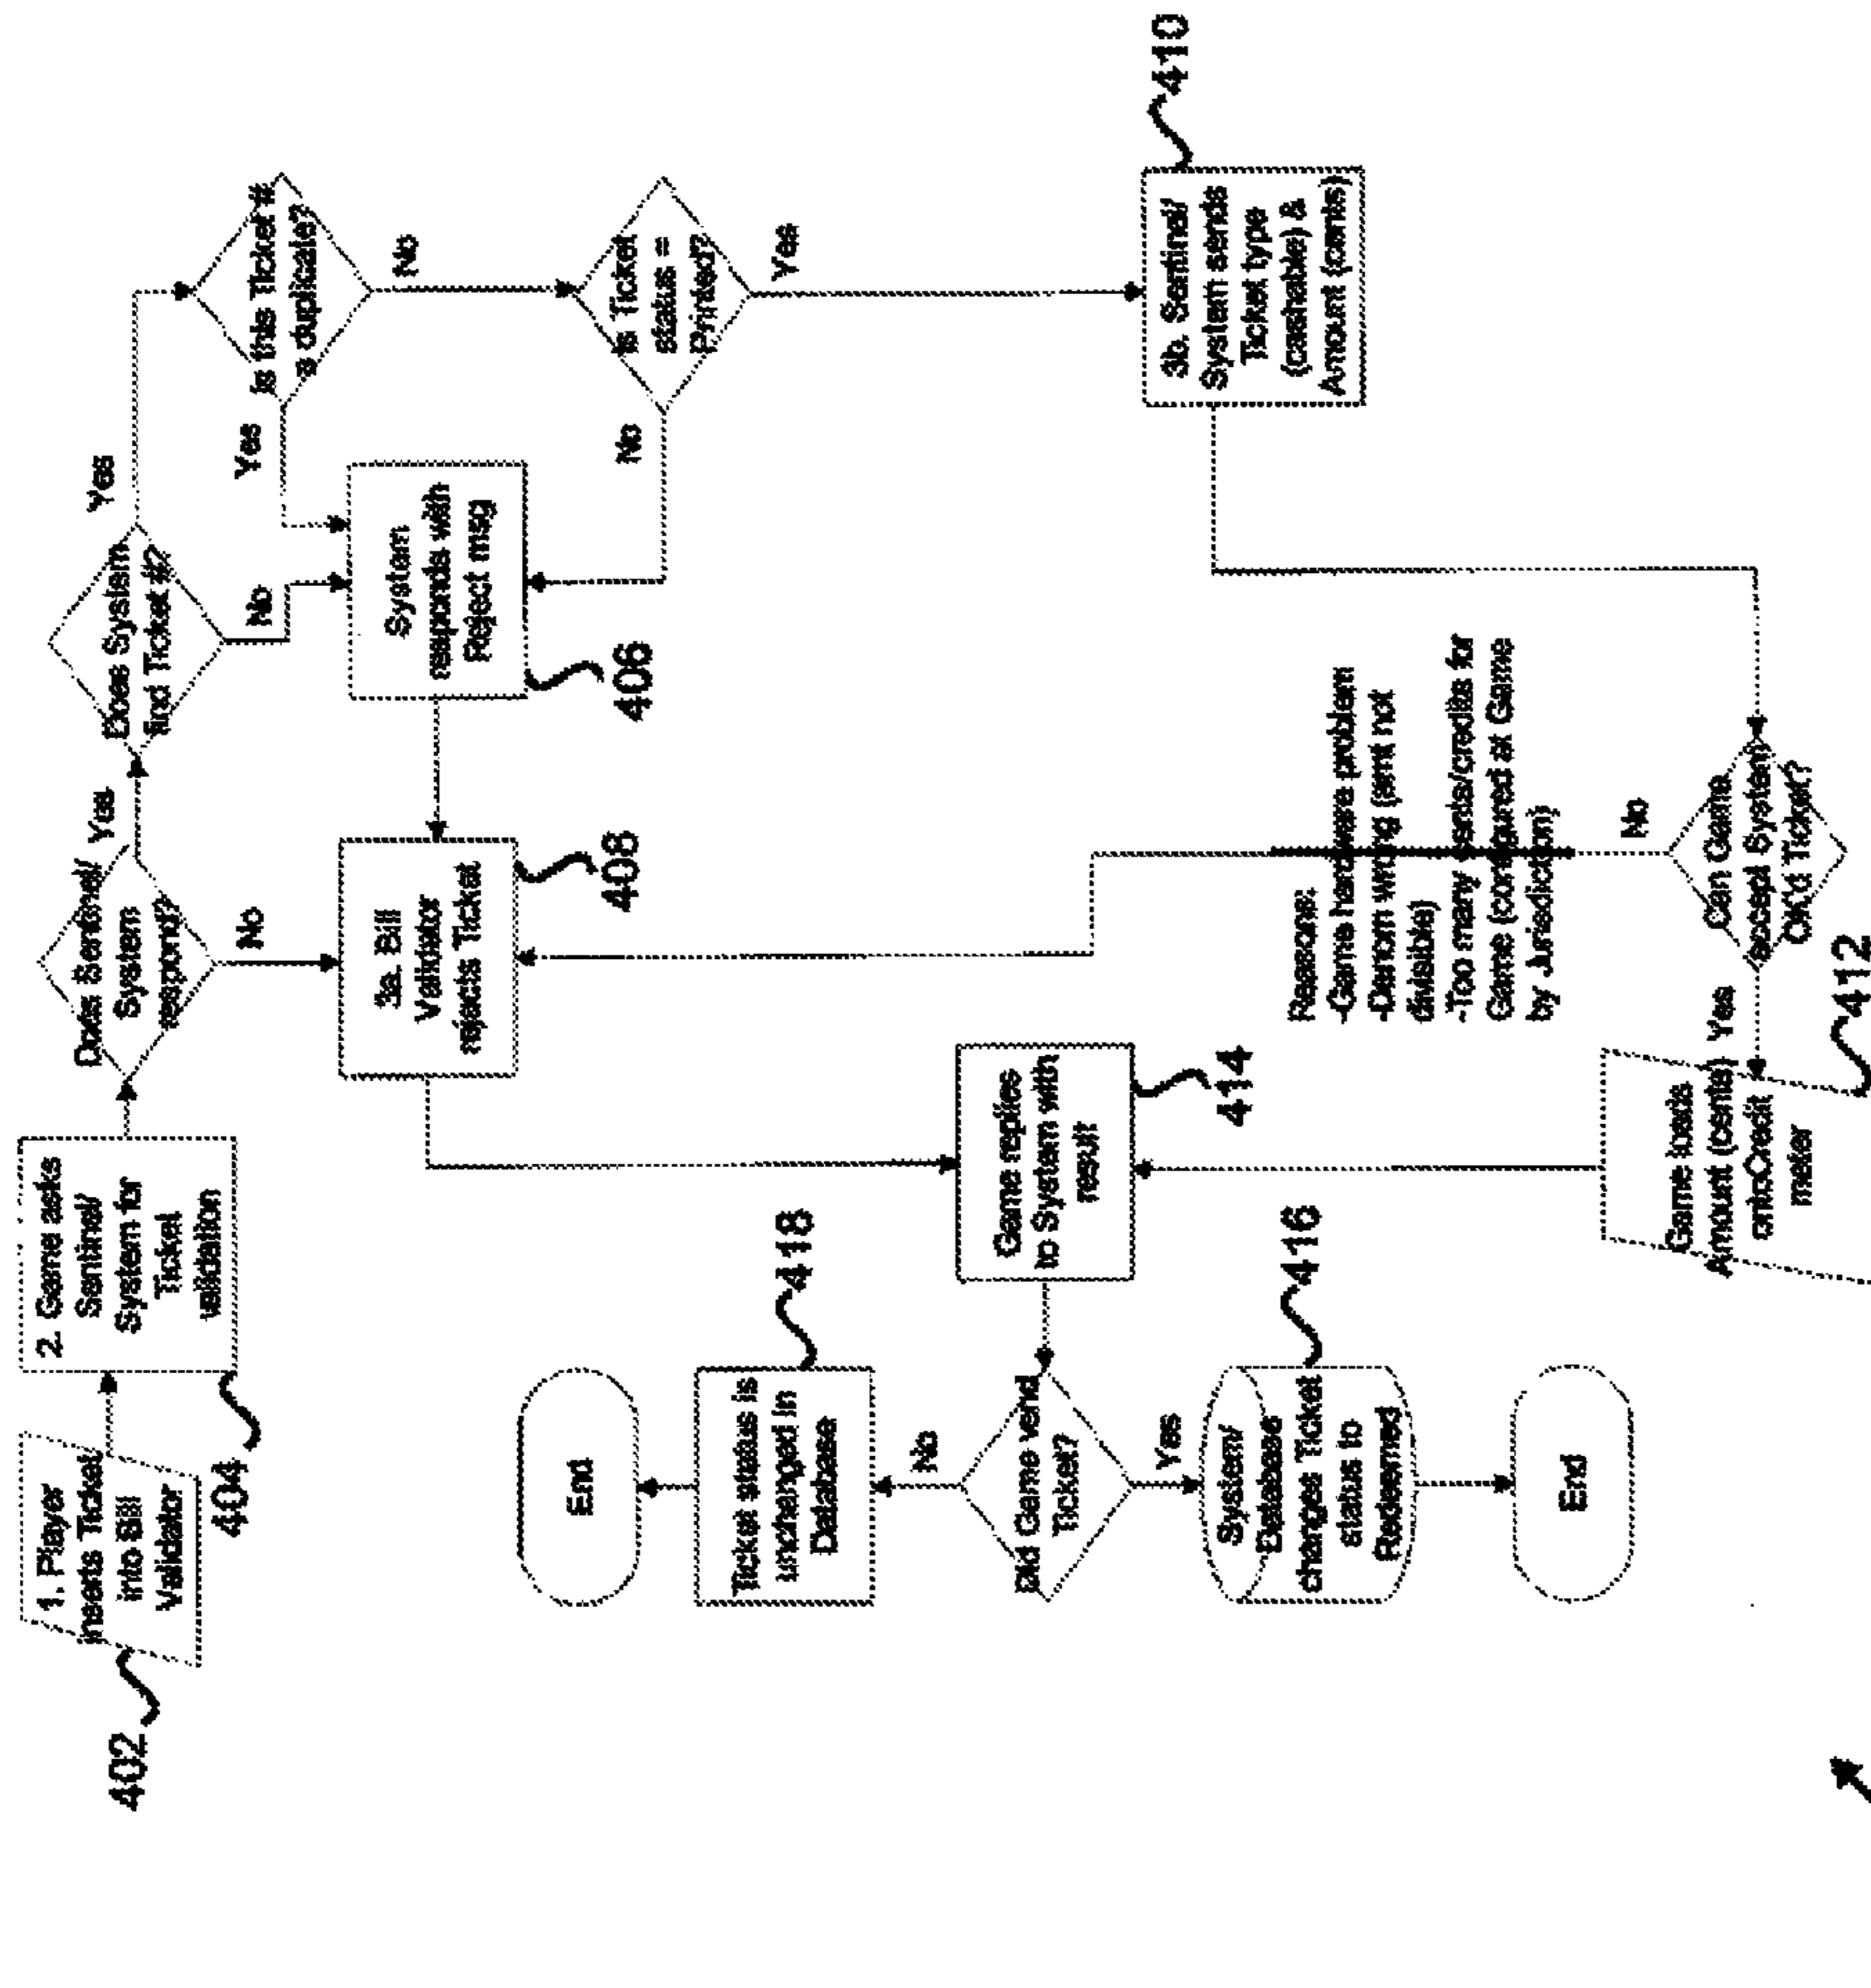 1. Player
inserts Ticket
into Bill
Validator
402
2. Game asks
Sentinel/
System for
Ticket
validation
404
Does Sentinel/
System
respond?
Yes
No
Does System
find Ticket #?
Yes
No
Is this Ticket #
a duplicate?
Yes
No
System
responds with
Reject msg
406
3a. Bill
Validator
rejects Ticket
408
Is Ticket
status =
Printed?
No
Yes
3b. Sentinel/
System sends
Ticket type
(cashable) &
Amount (cents)
410
Can Game
accept System
OK'd Ticket?
No
Yes
Reasons:
-Game hardware problem
-Denom wrong (amt not
divisible)
-Too many cents/credits for
Game (configured at Game
by Jurisdiction)
Game loads
Amount (cents)
onto Credit
meter
412
Game replies
to System with
result
414
Did Game vend
Ticket?
No
Yes
Ticket status is
unchanged in
Database
418
End
System/
Database
changes Ticket
status to
Redeemed
416
End